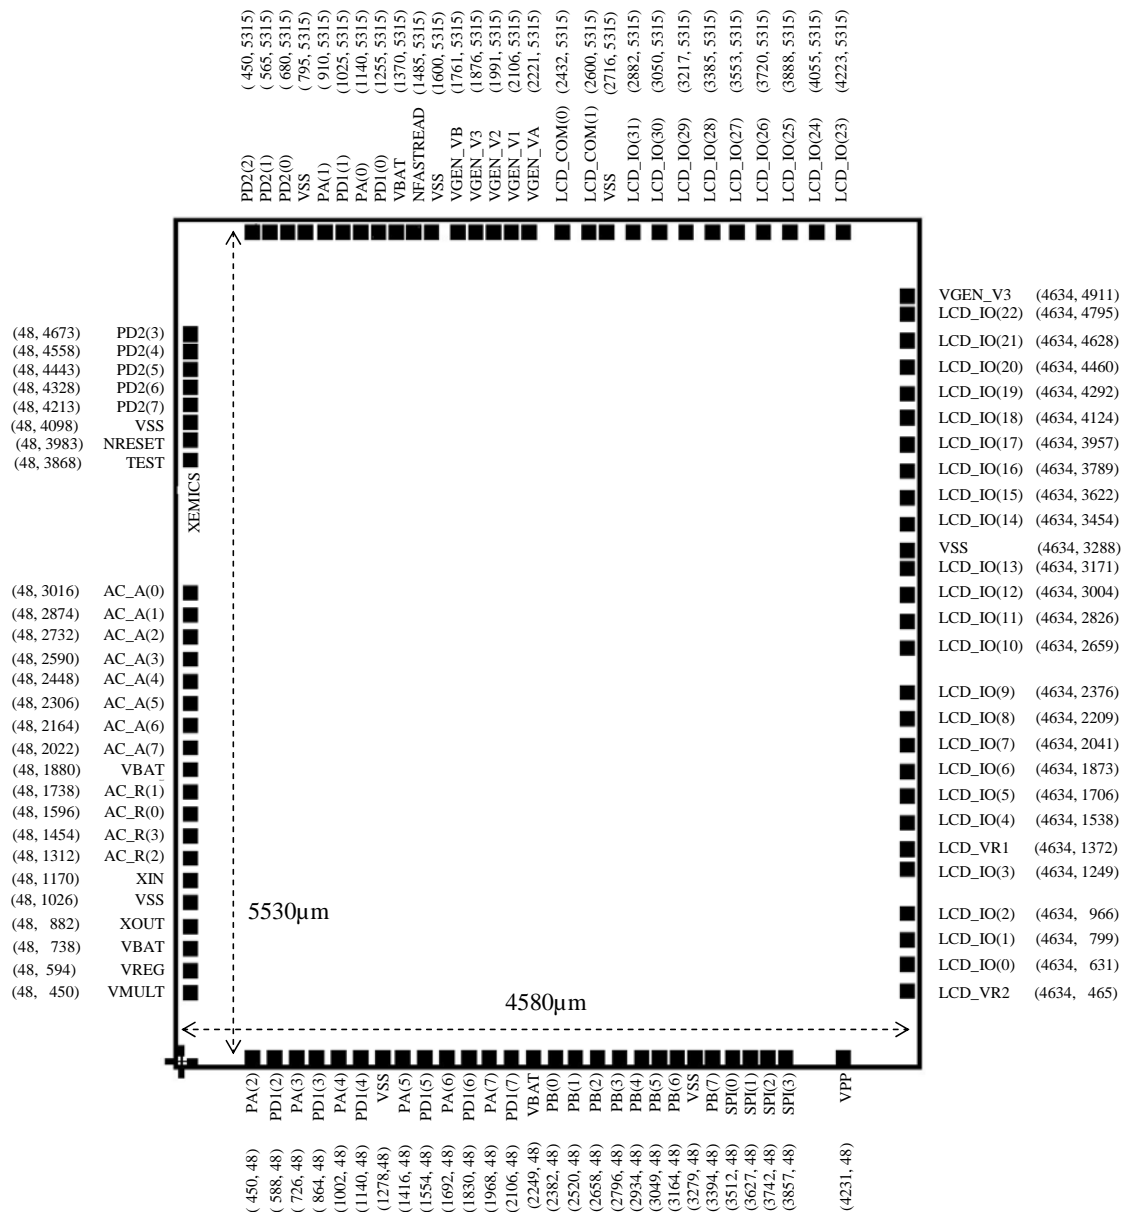 ( 450, 5315)
( 565, 5315)
( 680, 5315)
( 795, 5315)
( 910, 5315)
(1025, 5315)
(1140, 5315)
(1255, 5315)
(1370, 5315)
(1485, 5315)
(1600, 5315)
(1761, 5315)
(1876, 5315)
(1991, 5315)
(2106, 5315)
(2221, 5315)
(2432, 5315)
(2600, 5315)
(2716, 5315)
(2882, 5315)
(3050, 5315)
(3217, 5315)
(3385, 5315)
(3553, 5315)
(3720, 5315)
(3888, 5315)
(4055, 5315)
(4223, 5315)
PD2(2)
PD2(1)
PD2(0)
VSS
PA(1)
PD1(1)
PA(0)
PD1(0)
VBAT
NFASTREAD
VSS
VGEN_VB
VGEN_V3
VGEN_V2
VGEN_V1
VGEN_VA
LCD_COM(0)
LCD_COM(1)
VSS
LCD_IO(31)
LCD_IO(30)
LCD_IO(29)
LCD_IO(28)
LCD_IO(27)
LCD_IO(26)
LCD_IO(25)
LCD_IO(24)
LCD_IO(23)
(48, 4673) PD2(3)
(48, 4558) PD2(4)
(48, 4443) PD2(5)
(48, 4328) PD2(6)
(48, 4213) PD2(7)
(48, 4098) VSS
(48, 3983) NRESET
(48, 3868) TEST
XEMICS
(48, 3016) AC_A(0)
(48, 2874) AC_A(1)
(48, 2732) AC_A(2)
(48, 2590) AC_A(3)
(48, 2448) AC_A(4)
(48, 2306) AC_A(5)
(48, 2164) AC_A(6)
(48, 2022) AC_A(7)
(48, 1880) VBAT
(48, 1738) AC_R(1)
(48, 1596) AC_R(0)
(48, 1454) AC_R(3)
(48, 1312) AC_R(2)
(48, 1170) XIN
(48, 1026) VSS
(48, 882) XOUT
(48, 738) VBAT
(48, 594) VREG
(48, 450) VMULT
5530µm
4580µm
VGEN_V3 (4634, 4911)
LCD_IO(22) (4634, 4795)
LCD_IO(21) (4634, 4628)
LCD_IO(20) (4634, 4460)
LCD_IO(19) (4634, 4292)
LCD_IO(18) (4634, 4124)
LCD_IO(17) (4634, 3957)
LCD_IO(16) (4634, 3789)
LCD_IO(15) (4634, 3622)
LCD_IO(14) (4634, 3454)
VSS (4634, 3288)
LCD_IO(13) (4634, 3171)
LCD_IO(12) (4634, 3004)
LCD_IO(11) (4634, 2826)
LCD_IO(10) (4634, 2659)
LCD_IO(9) (4634, 2376)
LCD_IO(8) (4634, 2209)
LCD_IO(7) (4634, 2041)
LCD_IO(6) (4634, 1873)
LCD_IO(5) (4634, 1706)
LCD_IO(4) (4634, 1538)
LCD_VR1 (4634, 1372)
LCD_IO(3) (4634, 1249)
LCD_IO(2) (4634, 966)
LCD_IO(1) (4634, 799)
LCD_IO(0) (4634, 631)
LCD_VR2 (4634, 465)
PA(2)
PD1(2)
PA(3)
PD1(3)
PA(4)
PD1(4)
VSS
PA(5)
PD1(5)
PA(6)
PD1(6)
PA(7)
PD1(7)
VBAT
PB(0)
PB(1)
PB(2)
PB(3)
PB(4)
PB(5)
PB(6)
VSS
PB(7)
SPI(0)
SPI(1)
SPI(2)
SPI(3)
VPP
( 450, 48)
( 588, 48)
( 726, 48)
( 864, 48)
(1002, 48)
(1140, 48)
(1278,48)
(1416, 48)
(1554, 48)
(1692, 48)
(1830, 48)
(1968, 48)
(2106, 48)
(2249, 48)
(2382, 48)
(2520, 48)
(2658, 48)
(2796, 48)
(2934, 48)
(3049, 48)
(3164, 48)
(3279, 48)
(3394, 48)
(3512, 48)
(3627, 48)
(3742, 48)
(3857, 48)
(4231, 48)